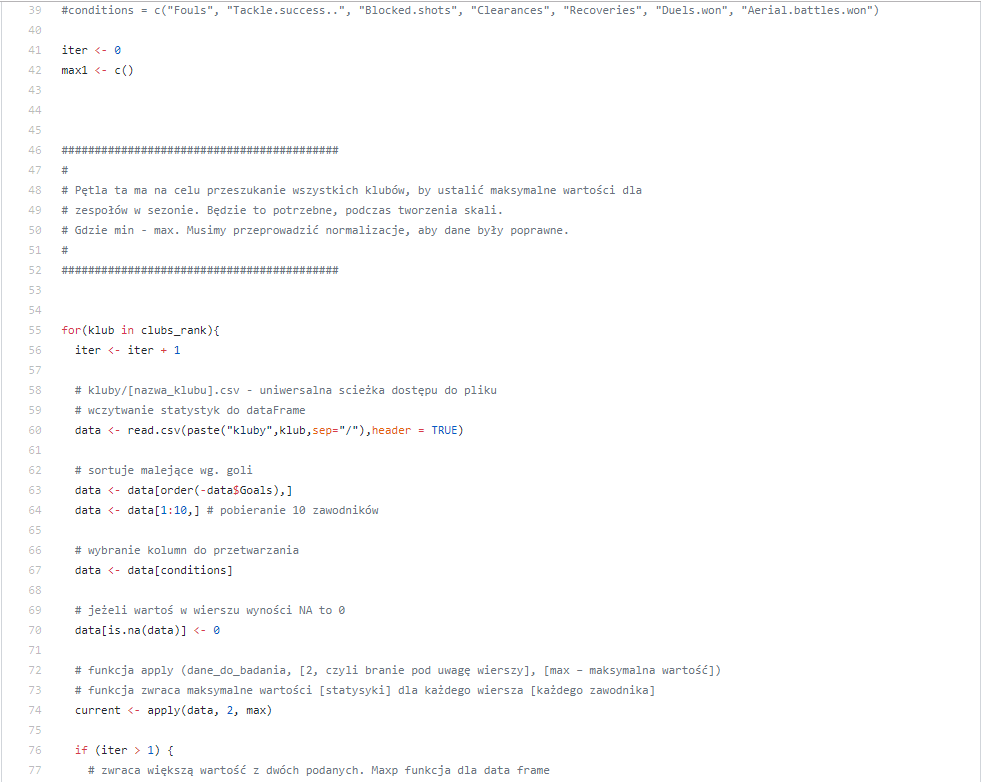 39 #conditions = c("Fouls", "Tackle.success..", "Blocked.shots", "Clearances", "Recoveries", "Duels.won", "Aerial.battles.won")
40
41 iter <- 0
42 max1 <- c()
43
44
45
46 ##########################################
47 #
48 # Pętla ta ma na celu przeszukanie wszystkich klubów, by ustalić maksymalne wartości dla
49 # zespołów w sezonie. Będzie to potrzebne, podczas tworzenia skali.
50 # Gdzie min - max. Musimy przeprowadzić normalizacje, aby dane były poprawne.
51 #
52 ##########################################
53
54
55 for(klub in clubs_rank){
56 iter <- iter + 1
57
58 # kluby/[nazwa_klubu].csv - uniwersalna scieżka dostępu do pliku
59 # wczytywanie statystyk do dataFrame
60 data <- read.csv(paste("kluby",klub,sep="/"),header = TRUE)
61
62 # sortuje malejące wg. goli
63 data <- data[order(-data$Goals),]
64 data <- data[1:10,] # pobieranie 10 zawodników
65
66 # wybranie kolumn do przetwarzania
67 data <- data[conditions]
68
69 # jeżeli wartoś w wierszu wyności NA to 0
70 data[is.na(data)] <- 0
71
72 # funkcja apply (dane_do_badania, [2, czyli branie pod uwagę wierszy], [max – maksymalna wartość])
73 # funkcja zwraca maksymalne wartości [statysyki] dla każdego wiersza [każdego zawodnika]
74 current <- apply(data, 2, max)
75
76 if (iter > 1) {
77 # zwraca większą wartość z dwóch podanych. Maxp funkcja dla data frame